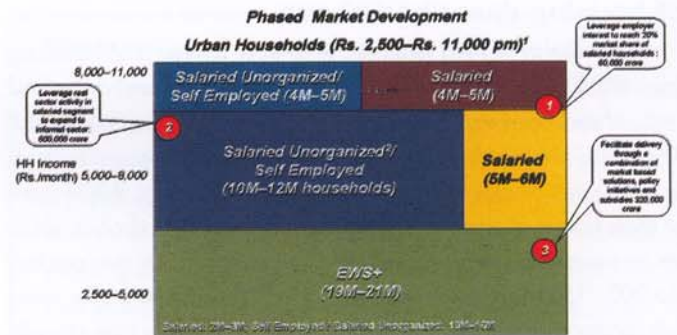 Phased Market Development
Urban Households (Rs. 2,500–Rs. 11,000 pm)¹
Leverage employer
interest to reach 20%
market share of
salaried households :
60,000 crore
8,000–11,000
Salaried Unorganized/
Self Employed (4M–5M)
Salaried
(4M–5M)
1
Leverage real
sector activity in
salaried segment
to expand to
informal sector:
600,000 crore
2
HH Income
(Rs./month)
5,000–8,000
Salaried Unorganized²/
Self Employed
(10M–12M households)
Salaried
(5M–6M)
Facilitate delivery
through a
combination of
market based
solutions, policy
initiatives and
subsidies
crore
3
2,500–5,000
EWS+
(19M–21M)
Salaried: Self Employed / Salaried Unorganized: